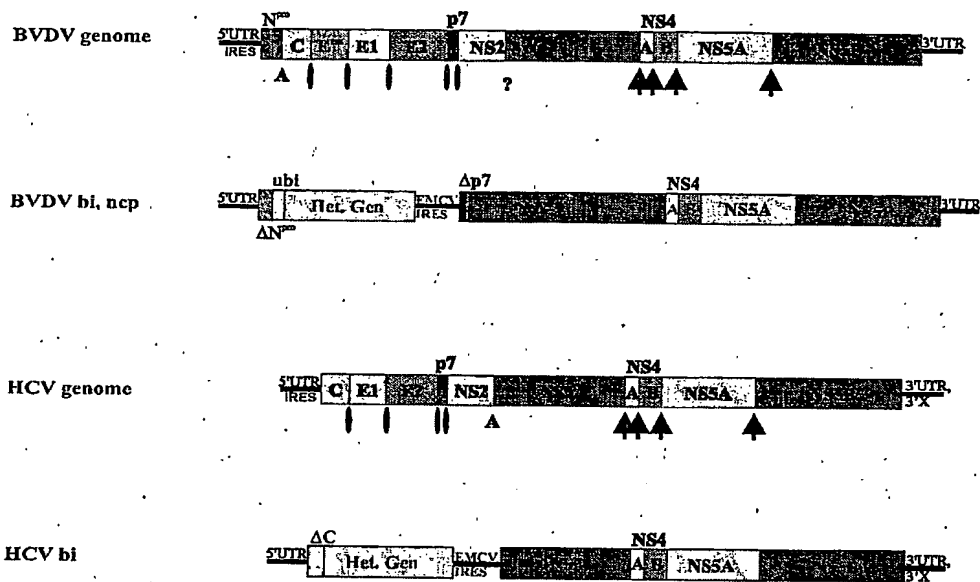 BVDV genome
5'UTR
IRES
N^pro
C
E1
E2
p7
NS2
NS4
A
B
NS5A
3'UTR
A
?
BVDV bi, ncp
5'UTR
ubi
Het. Gen
ΔN^pro
EMCV
IRES
Δp7
NS4
A
NS5A
3'UTR
HCV genome
5'UTR
IRES
C
E1
E2
p7
NS2
NS4
A
B
NS5A
3'UTR,
3'X
A
HCV bi
5'UTR
ΔC
Het. Gen
EMCV
IRES
NS4
A
B
NS5A
3'UTR,
3'X